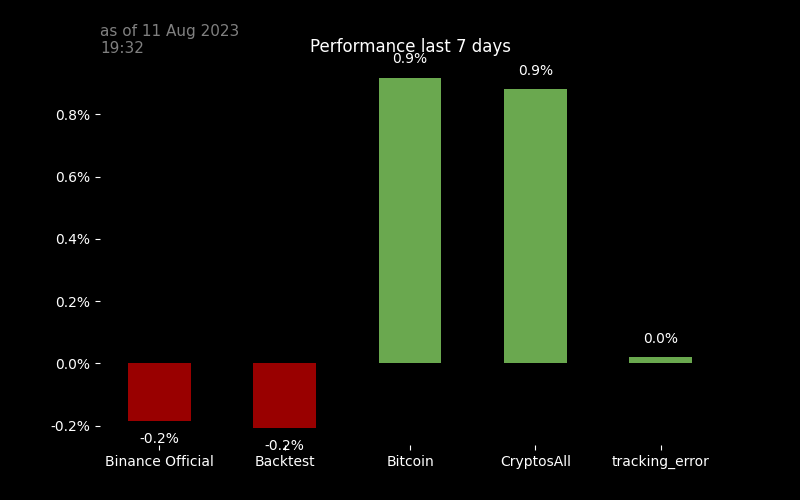 as of 11 Aug 2023
19:32
Performance last 7 days
0.9%
0.9%
0.8%
0.6%
0.4%
0.2%
0.0%
0.0%
-0.2%
-0.2%
-0.2%
Binance Official
Backtest
Bitcoin
CryptosAll
tracking_error